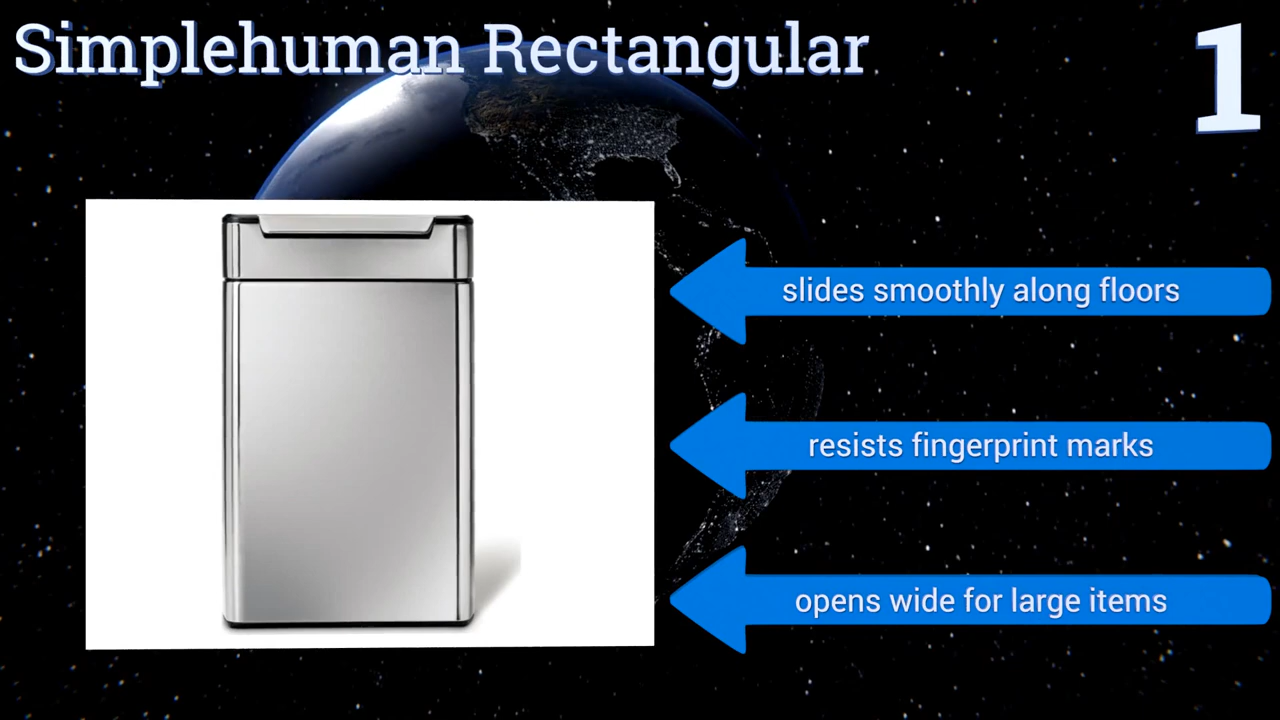 Simplehuman Rectangular
1
slides smoothly along floors
resists fingerprint marks
opens wide for large items